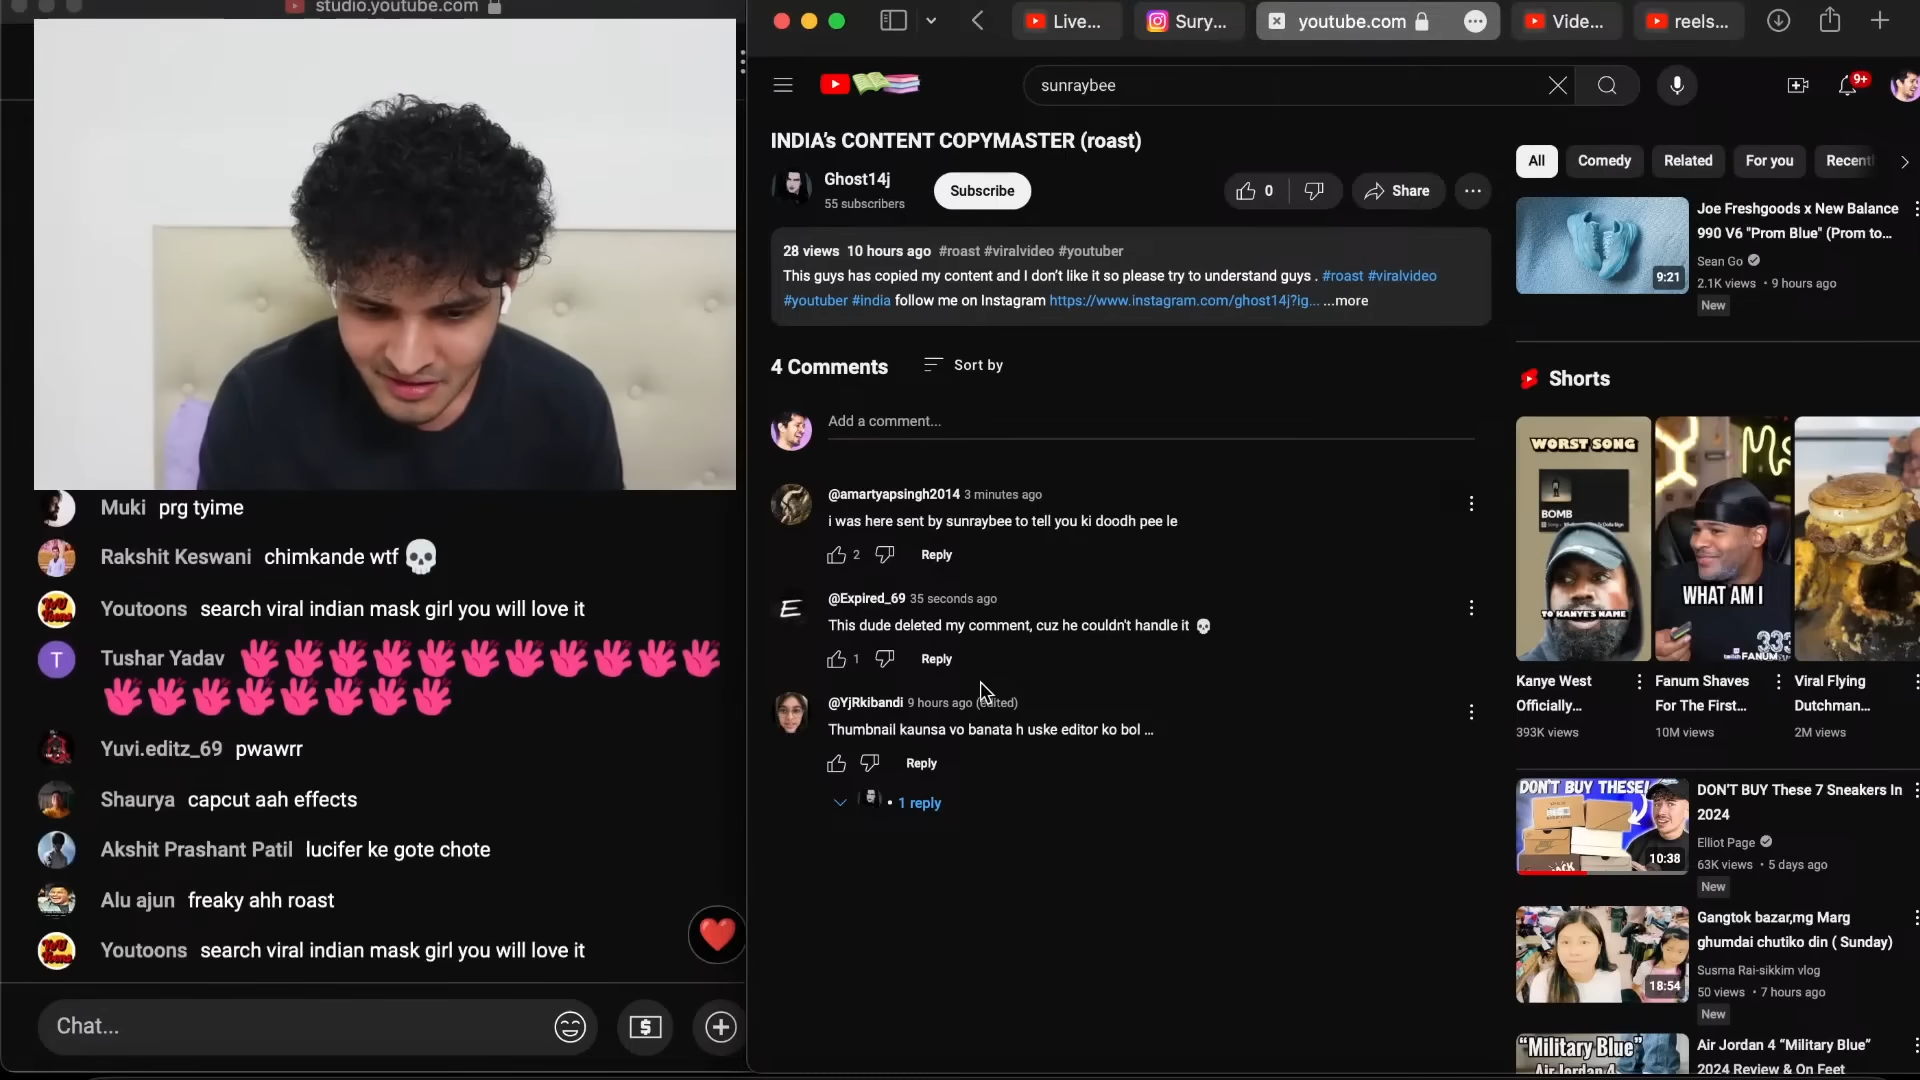 studio.youtube.com
Live...
Sury...
youtube.com
Vide...
reels...
sunraybee
9+
INDIA's CONTENT COPYMASTER (roast)
Ghost14j
55 subscribers
Subscribe
0
Share
28 views 10 hours ago #roast #viralvideo #youtuber
This guys has copied my content and I don't like it so please try to understand guys . #roast #viralvideo
#youtuber #india follow me on Instagram https://www.instagram.com/ghost14j?ig... ...more
4 Comments
Sort by
Add a comment...
@amartyapsingh2014 3 minutes ago
i was here sent by sunraybee to tell you ki doodh pee le
2
Reply
@Expired_69 35 seconds ago
This dude deleted my comment, cuz he couldn't handle it 💀
1
Reply
@YjRkibandi 9 hours ago (edited)
Thumbnail kaunsa vo banata h uske editor ko bol ...
Reply
1 reply
Muki prg tyime
Rakshit Keswani chimkande wtf 💀
Youtoons search viral indian mask girl you will love it
T
Tushar Yadav
Yuvi.editz_69 pwawrr
Shaurya capcut aah effects
Akshit Prashant Patil lucifer ke gote chote
Alu ajun freaky ahh roast
Youtoons search viral indian mask girl you will love it
Chat...
All
Comedy
Related
For you
Recent
Joe Freshgoods x New Balance
990 V6 "Prom Blue" (Prom to...
Sean Go
2.1K views • 9 hours ago
New
9:21
Shorts
WORST SONG
BOMB
TO KANYE'S NAME
WHAT AM I
FANUM
Kanye West
Officially...
393K views
Fanum Shaves
For The First...
10M views
Viral Flying
Dutchman...
2M views
DON'T BUY THESE!
10:38
DON'T BUY These 7 Sneakers In
2024
Elliot Page
63K views • 5 days ago
New
Gangtok bazar,mg Marg
ghumdai chutiko din ( Sunday)
Susma Rai-sikkim vlog
50 views • 7 hours ago
New
18:54
"Military Blue"
Air Jordan 4
Air Jordan 4 "Military Blue"
2024 Review & On Feet